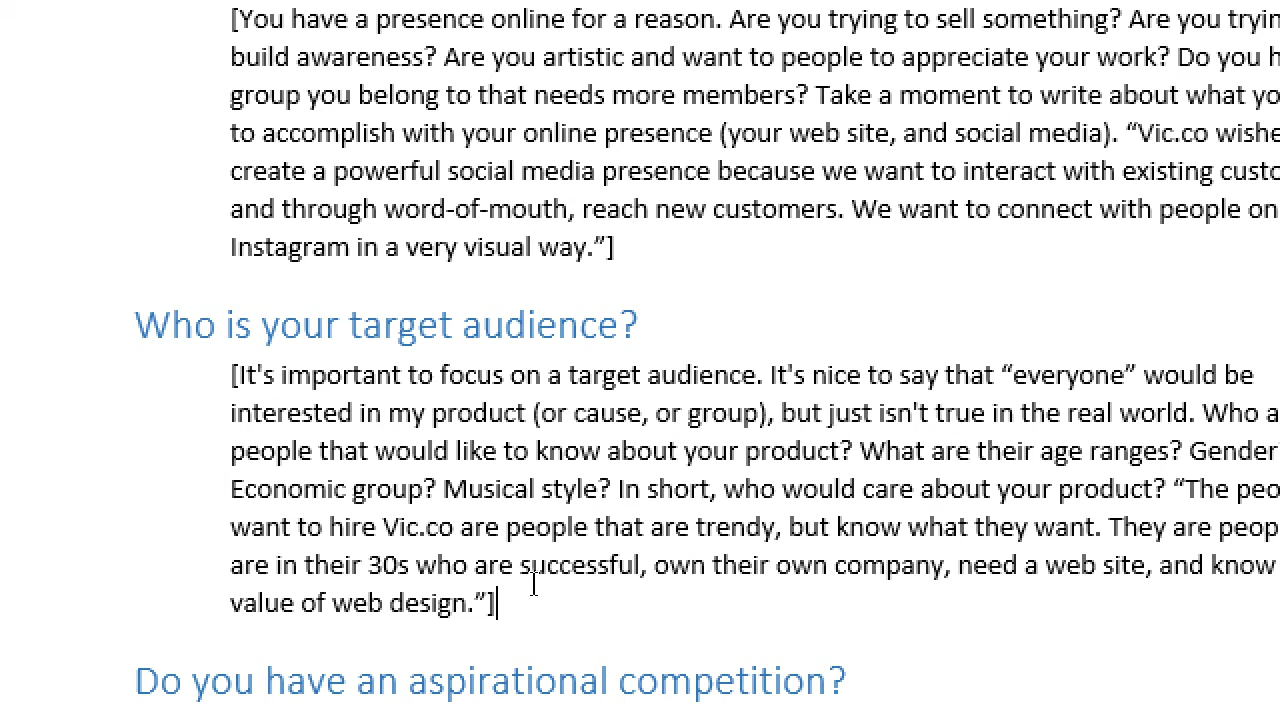 [You have a presence online for a reason. Are you trying to sell something? Are you
build awareness? Are you artistic and want to people to appreciate your work? Do you
group you belong to that needs more members? Take a moment to write about what
to accomplish with your online presence (your web site, and social media). “Vic.co
create a powerful social media presence because we want to interact with existing
and through word-of-mouth, reach new customers. We want to connect with people on
Instagram in a very visual way.”]
Who is your target audience?
[It's important to focus on a target audience. It's nice to say that “everyone” would be
interested in my product (or cause, or group), but just isn't true in the real world. Who
people that would like to know about your product? What are their age ranges? Gender
Economic group? Musical style? In short, who would care about your product? “The
want to hire Vic.co are people that are trendy, but know what they want. They are
are in their 30s who are successful, own their own company, need a web site, and know
value of web design.”]
Do you have an aspirational competition?